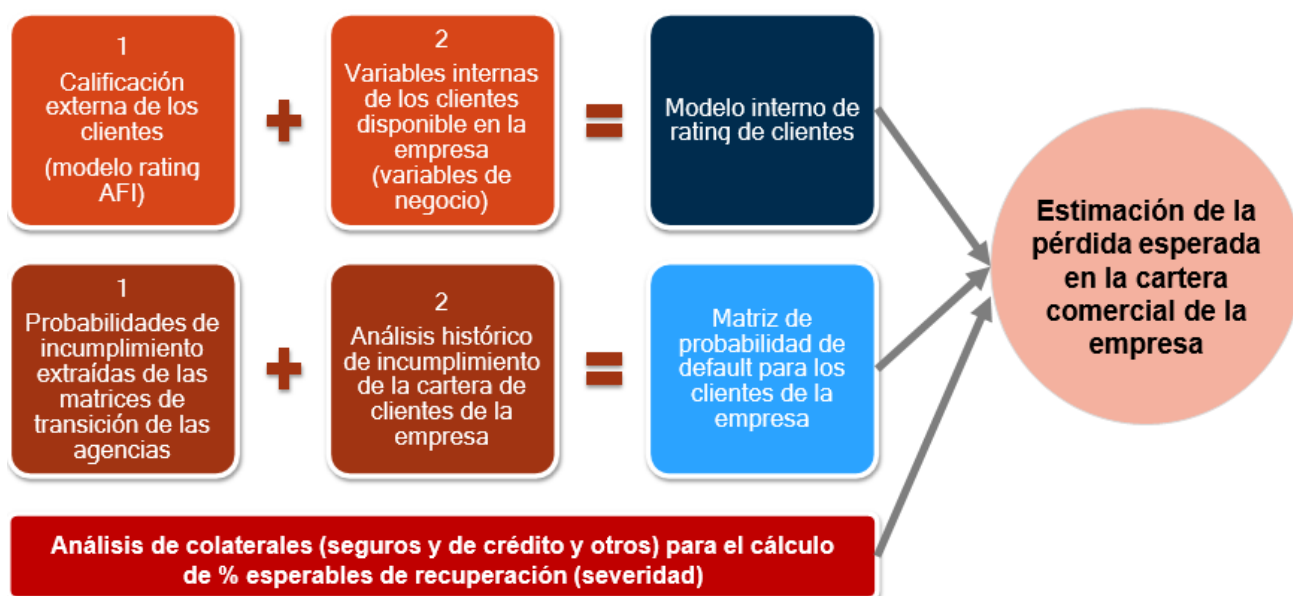 1
Calificación
externa de los
clientes
(modelo rating
AFI)
+
2
Variables internas
de los clientes
disponible en la
empresa
(variables de
negocio)
=
Modelo interno de
rating de clientes
1
Probabilidades de
incumplimiento
extraídas de las
matrices de
transición de las
agencias
+
2
Análisis histórico
de incumplimiento
de la cartera de
clientes de la
empresa
=
Matriz de
probabilidad de
default para los
clientes de la
empresa
Análisis de colaterales (seguros y de crédito y otros) para el cálculo
de % esperables de recuperación (severidad)
Estimación de la
pérdida esperada
en la cartera
comercial de la
empresa